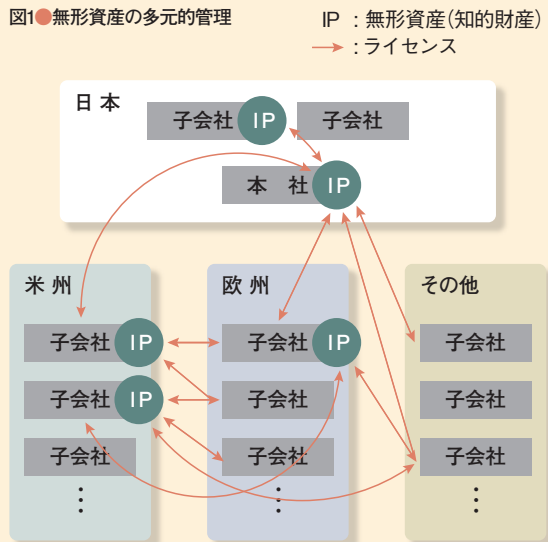 図1●無形資産の多元的管理
IP ：無形資産(知的財産)
→ ：ライセンス
日 本
子会社 IP 子会社
本 社 IP
米 州
子会社 IP
子会社 IP
子会社
⋮
欧 州
子会社 IP
子会社
子会社
⋮
その他
子会社
子会社
子会社
⋮